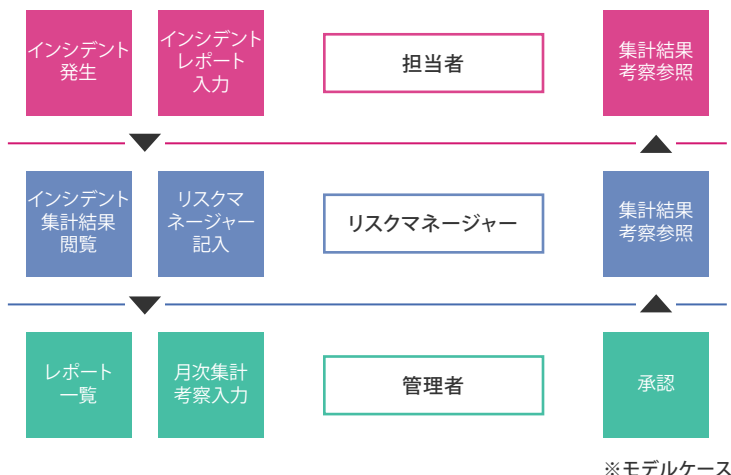 インシデント
発生
インシデント
レポート
入力
担当者
集計結果
考察参照
インシデント
集計結果
閲覧
リスクマ
ネージャー
記入
リスクマネージャー
集計結果
考察参照
レポート
一覧
月次集計
考察入力
管理者
承認
※モデルケース